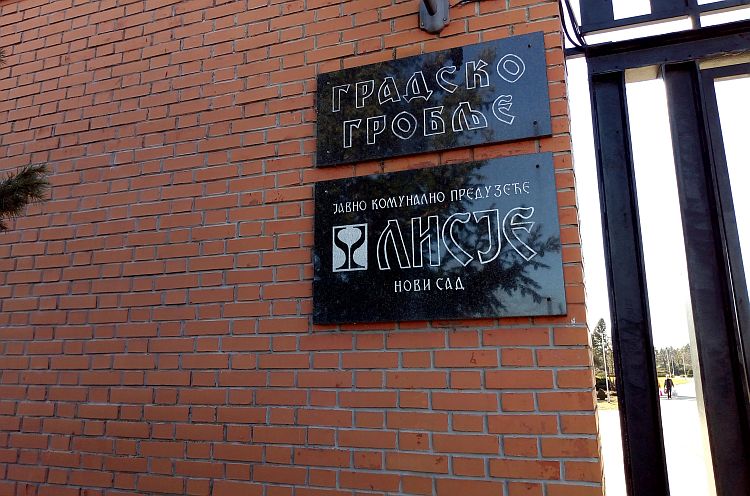 ГРАДСКО
ГРОБЉЕ
ЈАВНО КОМУНАЛНО ПРЕДУЗЕЋЕ
ЛИСЈЕ
НОВИ САД